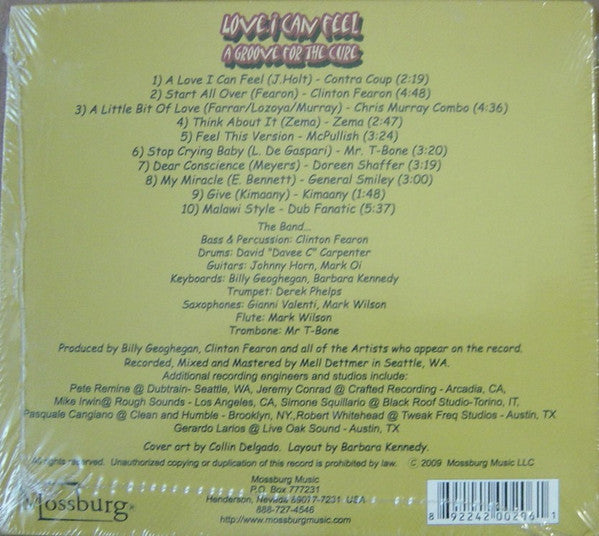 LOVE I CAN FEEL
A GROOVE FOR THE CURE
1) A Love I Can Feel (J.Holt) - Contra Coup (2:19)
2) Start All Over (Fearon) - Clinton Fearon (4:48)
3) A Little Bit Of Love (Farrar/Lozoya/Murray) - Chris Murray Combo (4:36)
4) Think About It (Zema) - Zema (2:47)
5) Feel This Version - McPullish (3:24)
6) Stop Crying Baby (L. De Gaspari) - Mr. T-Bone (3:20)
7) Dear Conscience (Meyers) - Doreen Shaffer (3:19)
8) My Miracle (E. Bennett) - General Smiley (3:00)
9) Give (Kimaany) - Kimaany (1:48)
10) Malawi Style - Dub Fanatic (5:37)
The Band...
Bass & Percussion: Clinton Fearon
Drums: David "Davee C" Carpenter
Guitars: Johnny Horn, Mark Oi
Keyboards: Billy Geoghegan, Barbara Kennedy
Trumpet: Derek Phelps
Saxophones: Gianni Valenti, Mark Wilson
Flute: Mark Wilson
Trombone: Mr T-Bone
Produced by Billy Geoghegan, Clinton Fearon and all of the Artists who appear on the record.
Recorded, Mixed and Mastered by Mell Dettmer in Seattle, WA.
Additional recording engineers and studios include:
Pete Remine @ Dubtrain- Seattle, WA, Jeremy Conrad @ Crafted Recording - Arcadia, CA,
Mike Irwin@ Rough Sounds - Los Angeles, CA, Simone Squillario @ Black Roof Studio-Torino, IT,
Pasquale Cangiano @ Clean and Humble - Brooklyn, NY.,Robert Whitehead @ Tweak Freq Studios - Austin, TX
Gerardo Larios @ Live Oak Sound - Austin, TX
Cover art by Collin Delgado. Layout by Barbara Kennedy.
All rights reserved. Unauthorized copying or duplication of this record is prohibited by law. © 2009 Mossburg Music LLC
Mossburg
Mossburg Music
P.O. Box 777231
Henderson, Nevada 89017-7231 USA
888-727-4546
http://www.mossburgmusic.com